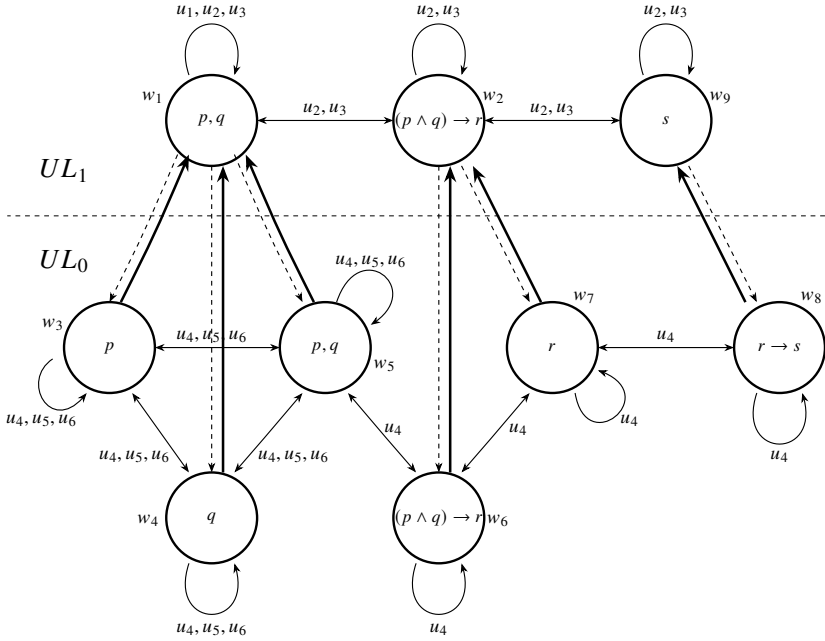 u₁, u₂, u₃
u₂, u₃
u₂, u₃
w₁
w₂
w₉
p, q
u₂, u₃
(p ∧ q) → r
u₂, u₃
s
UL₁
UL₀
u₄, u₅, u₆
w₃
w₇
w₈
p
u₄, u₅, u₆
p, q
w₅
r
u₄
r → s
u₄, u₅, u₆
u₄
u₄
u₄
u₄, u₅, u₆
u₄, u₅, u₆
u₄
w₄
q
(p ∧ q) → r
w₆
u₄, u₅, u₆
u₄